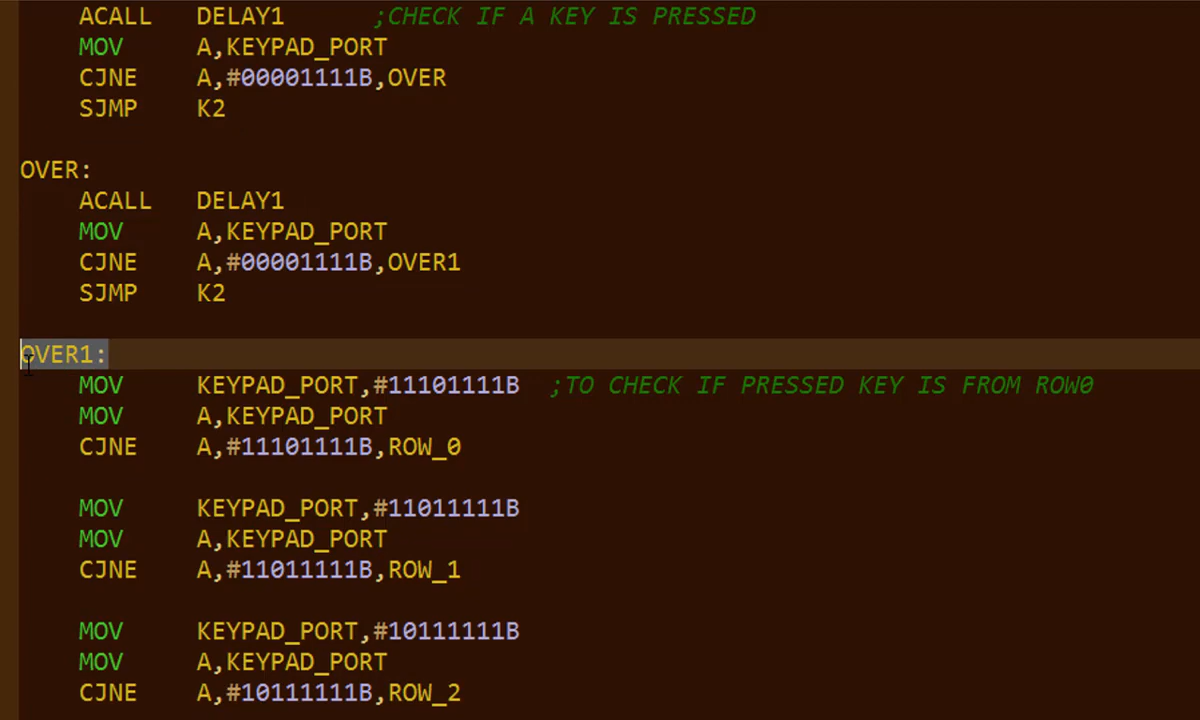 ACALL DELAY1 ;CHECK IF A KEY IS PRESSED
MOV A,KEYPAD_PORT
CJNE A,#00001111B,OVER
SJMP K2
OVER:
ACALL DELAY1
MOV A,KEYPAD_PORT
CJNE A,#00001111B,OVER1
SJMP K2
OVER1:
MOV KEYPAD_PORT,#11101111B ;TO CHECK IF PRESSED KEY IS FROM ROW0
MOV A,KEYPAD_PORT
CJNE A,#11101111B,ROW_0
MOV KEYPAD_PORT,#11011111B
MOV A,KEYPAD_PORT
CJNE A,#11011111B,ROW_1
MOV KEYPAD_PORT,#10111111B
MOV A,KEYPAD_PORT
CJNE A,#10111111B,ROW_2